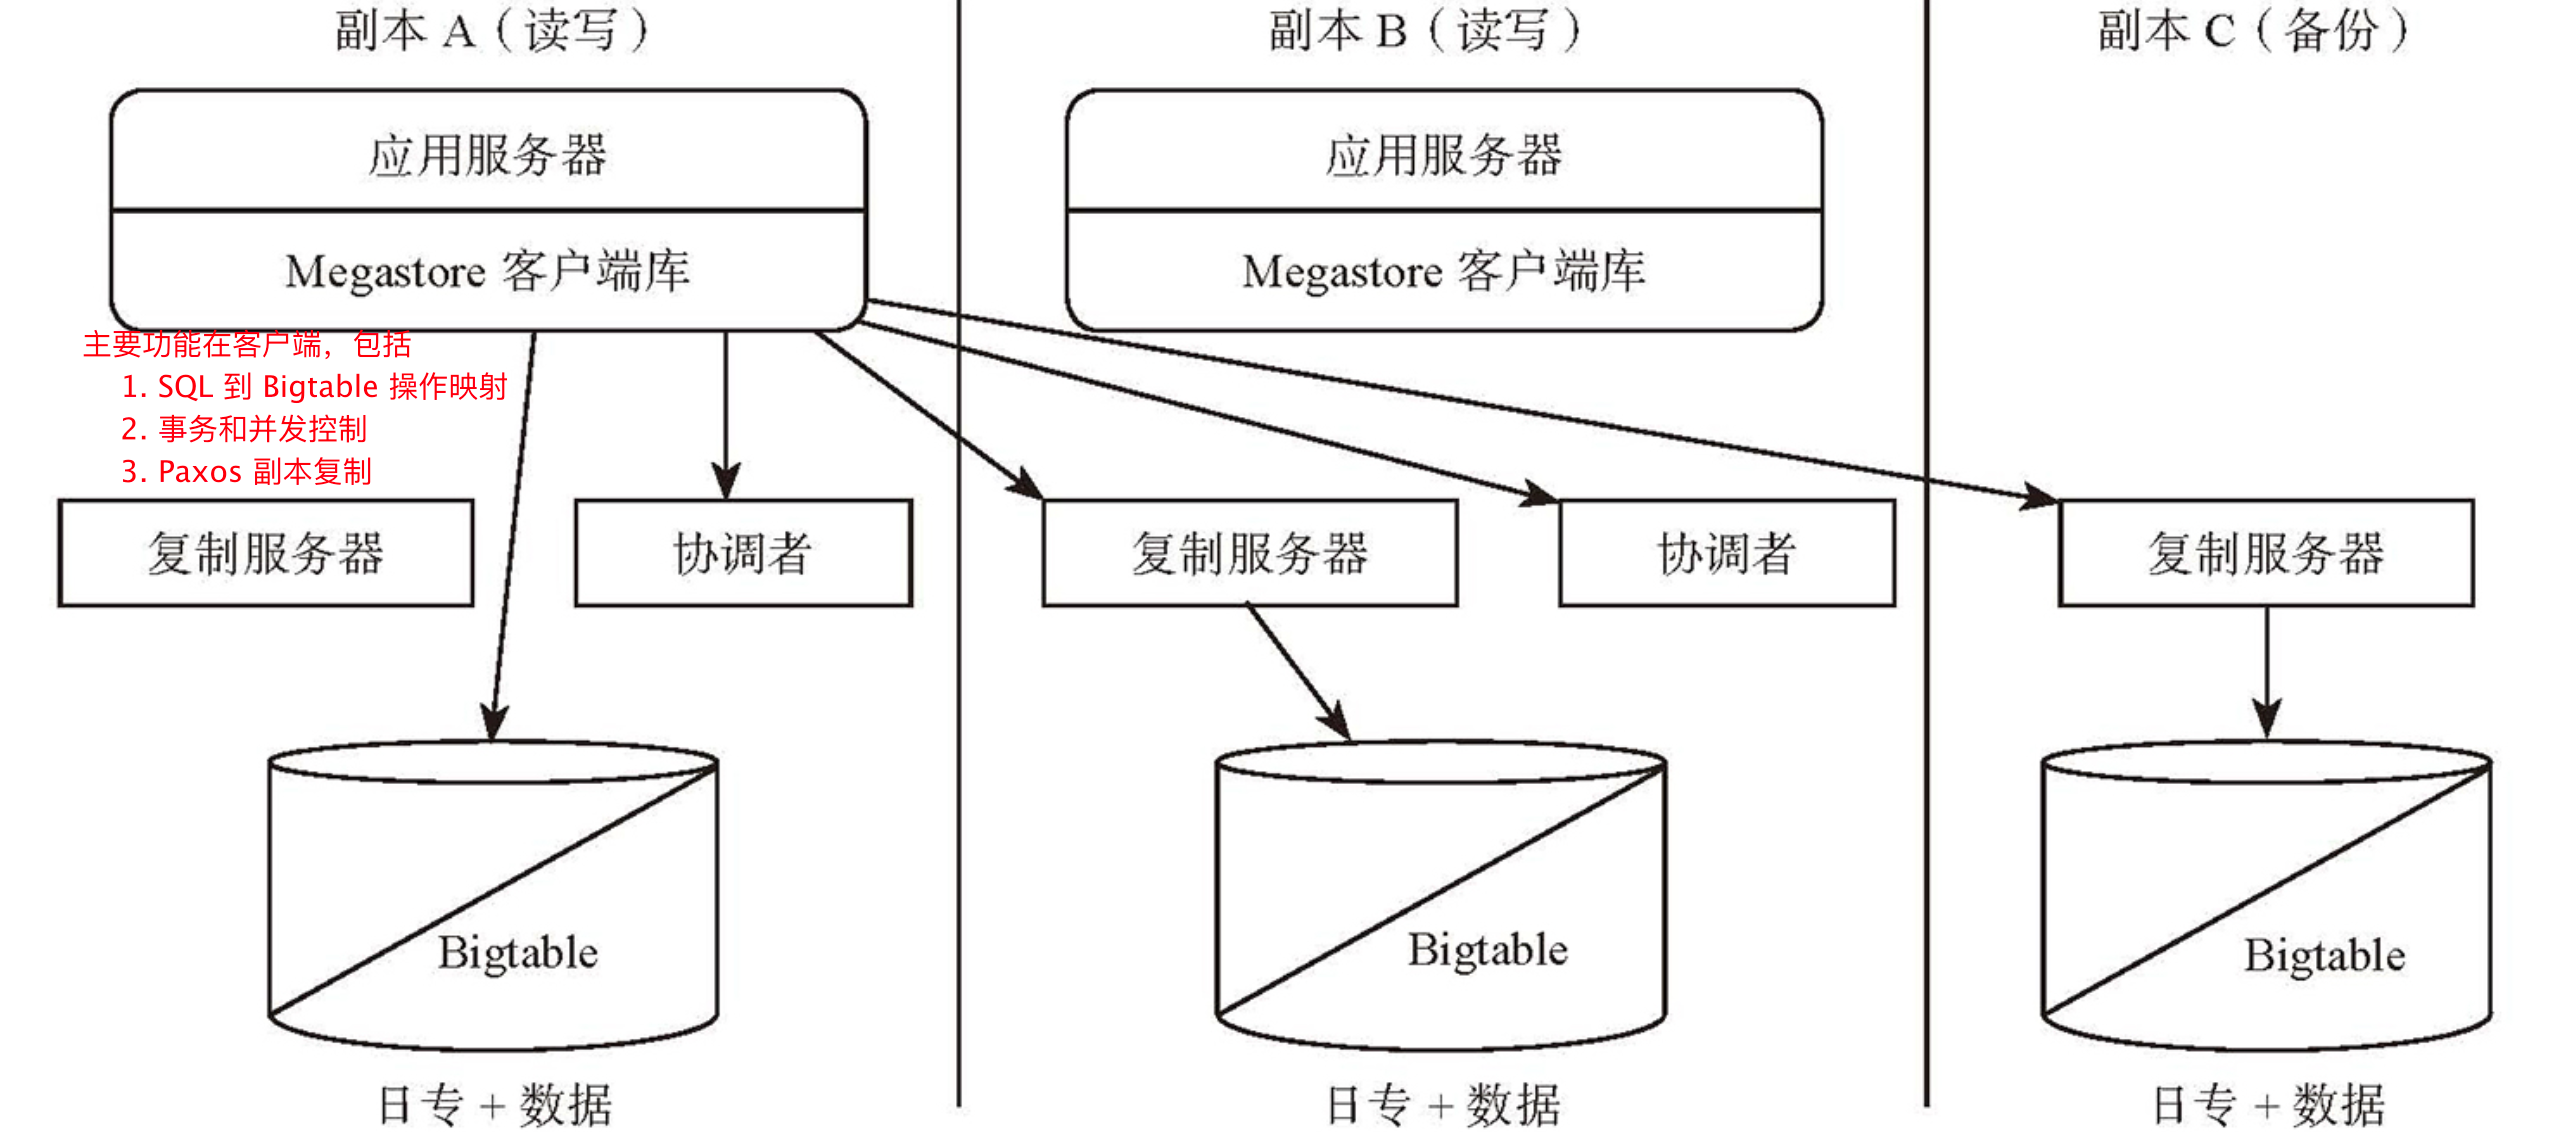 副本 A（读写）
副本 B（读写）
副本 C（备份）
应用服务器
Megastore 客户端库
应用服务器
Megastore 客户端库
主要功能在客户端，包括
1. SQL 到 Bigtable 操作映射
2. 事务和并发控制
3. Paxos 副本复制
复制服务器
协调者
复制服务器
协调者
复制服务器
Bigtable
Bigtable
Bigtable
日专 + 数据
日专 + 数据
日专 + 数据